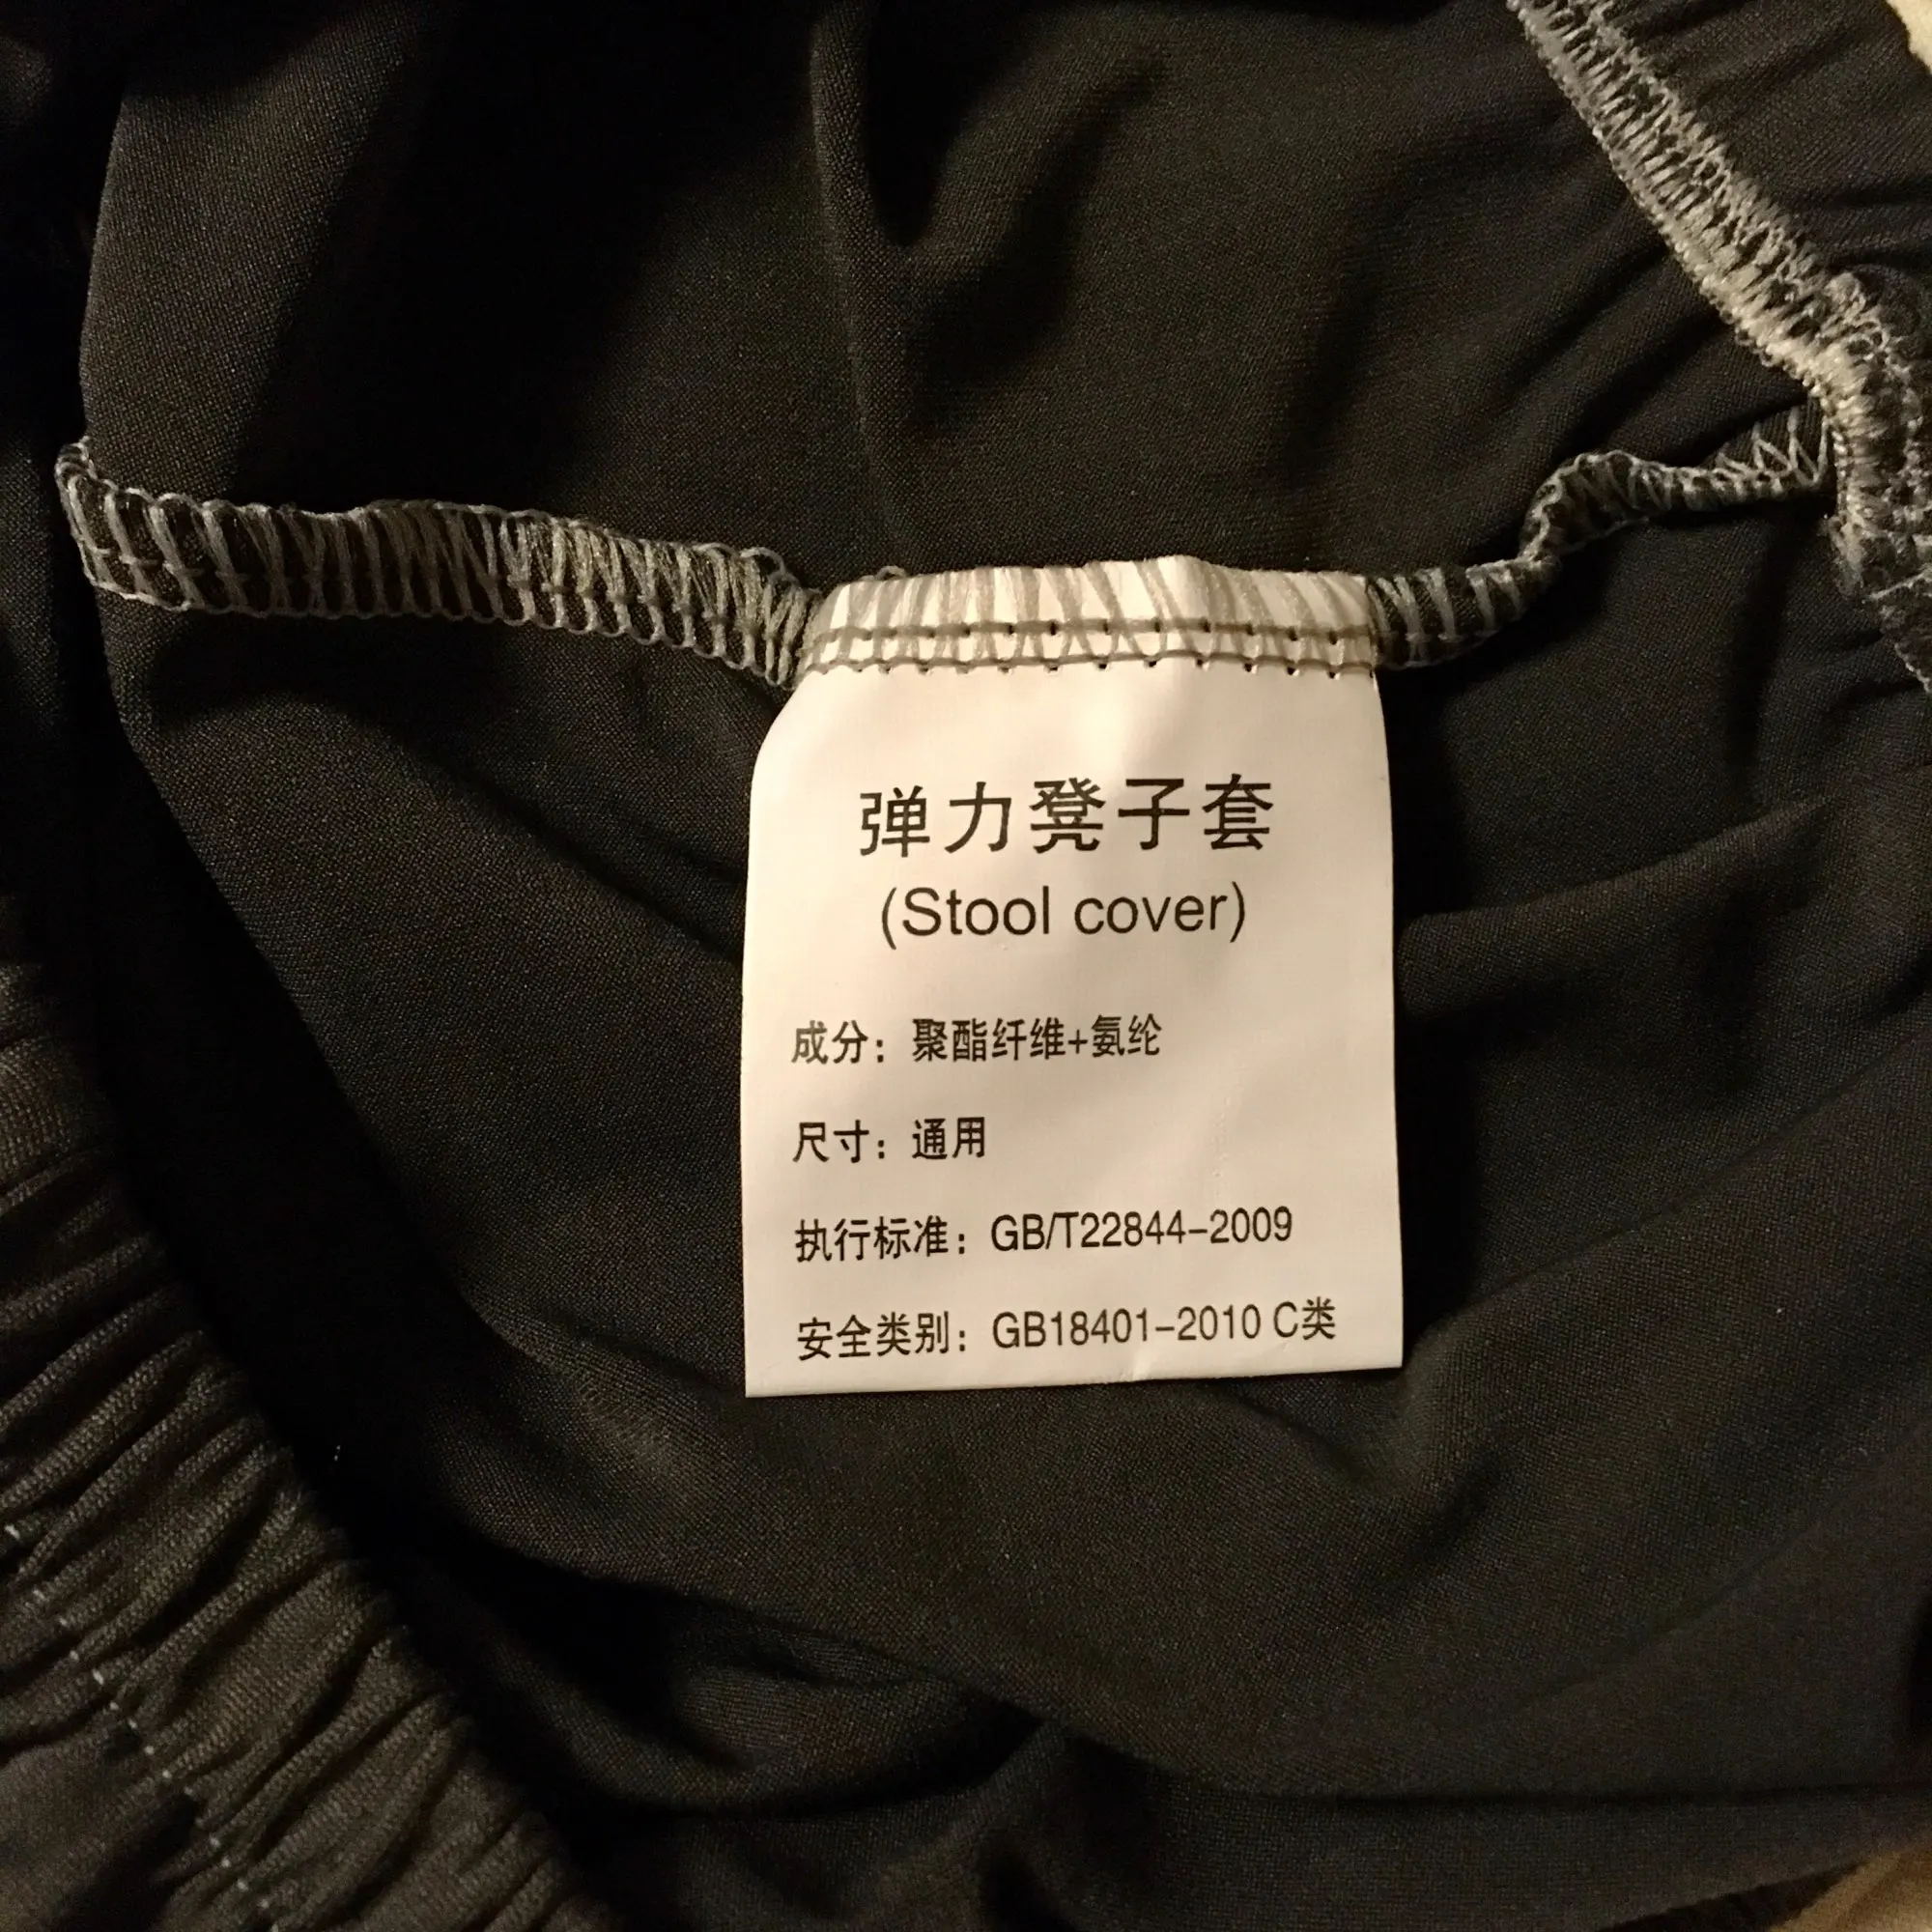 弹力凳子套
(Stool cover)
成分：聚酯纤维+氨纶
尺寸：通用
执行标准：GB/T22844-2009
安全类别：GB18401-2010 C类